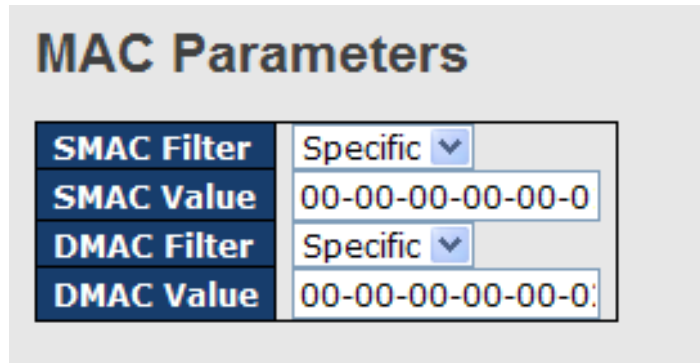 MAC Parameters
SMAC Filter Specific
SMAC Value 00-00-00-00-00-0
DMAC Filter Specific
DMAC Value 00-00-00-00-00-0